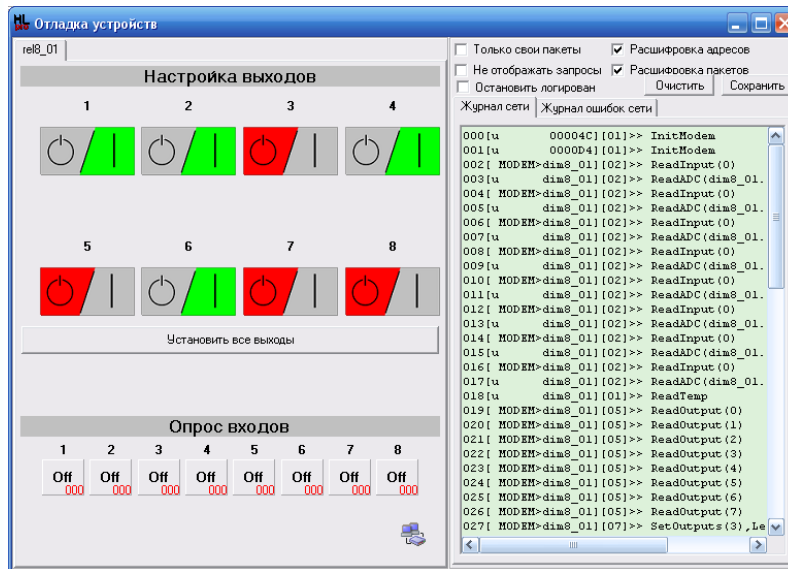 HL
Отладка устройств
rel8_01
Настройка выходов
1 2 3 4
5 6 7 8
Установить все выходы
Опрос входов
1 2 3 4 5 6 7 8
Off Off Off Off Off Off Off Off
000 000 000 000 000 000 000 000
Только свои пакеты Расшифровка адресов
Не отображать запросы Расшифровка пакетов
Остановить логирован Очистить Сохранить
Журнал сети Журнал ошибок сети
000[u 00004C][01]>> InitModem
001[u 0000D4][01]>> InitModem
002[ MODEM>dim8_01][02]>> ReadInput(0)
003[u dim8_01][02]>> ReadADC(dim8_01.
004[ MODEM>dim8_01][02]>> ReadInput(0)
005[u dim8_01][02]>> ReadADC(dim8_01.
006[ MODEM>dim8_01][02]>> ReadInput(0)
007[u dim8_01][02]>> ReadADC(dim8_01.
008[ MODEM>dim8_01][02]>> ReadInput(0)
009[u dim8_01][02]>> ReadADC(dim8_01.
010[ MODEM>dim8_01][02]>> ReadInput(0)
011[u dim8_01][02]>> ReadADC(dim8_01.
012[ MODEM>dim8_01][02]>> ReadInput(0)
013[u dim8_01][02]>> ReadADC(dim8_01.
014[ MODEM>dim8_01][02]>> ReadInput(0)
015[u dim8_01][02]>> ReadADC(dim8_01.
016[ MODEM>dim8_01][02]>> ReadInput(0)
017[u dim8_01][02]>> ReadADC(dim8_01.
018[u dim8_01][01]>> ReadTemp
019[ MODEM>dim8_01][05]>> ReadOutput(0)
020[ MODEM>dim8_01][05]>> ReadOutput(1)
021[ MODEM>dim8_01][05]>> ReadOutput(2)
022[ MODEM>dim8_01][05]>> ReadOutput(3)
023[ MODEM>dim8_01][05]>> ReadOutput(4)
024[ MODEM>dim8_01][05]>> ReadOutput(5)
025[ MODEM>dim8_01][05]>> ReadOutput(6)
026[ MODEM>dim8_01][05]>> ReadOutput(7)
027[ MODEM>dim8_01][07]>> SetOutputs(3),Le